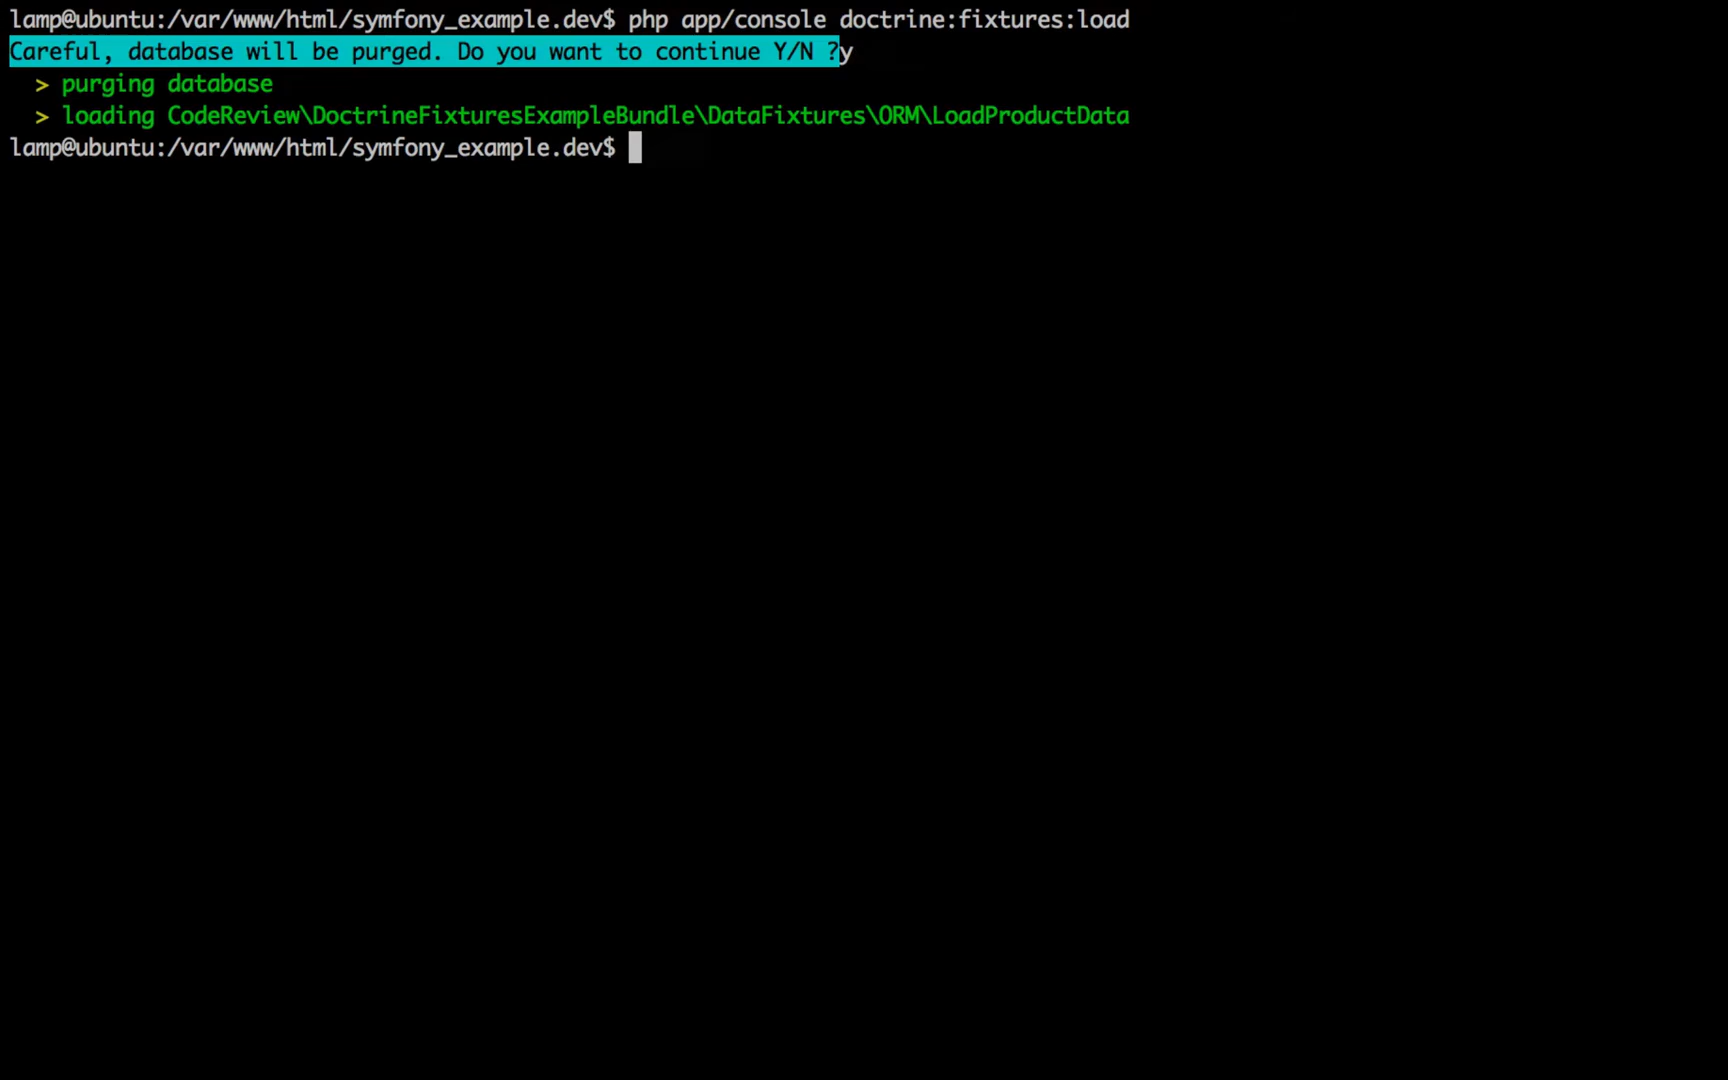 lamp@ubuntu:/var/www/html/symfony_example.dev$ php app/console doctrine:fixtures:load
Careful, database will be purged. Do you want to continue Y/N ?y
  > purging database
  > loading CodeReview\DoctrineFixturesExampleBundle\DataFixtures\ORM\LoadProductData
lamp@ubuntu:/var/www/html/symfony_example.dev$